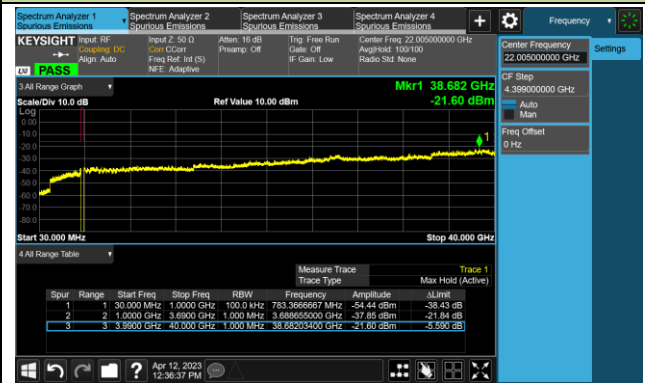 Spectrum Analyzer 1
Spurious Emissions
Spectrum Analyzer 2
Spurious Emissions
Spectrum Analyzer 3
Spurious Emissions
Spectrum Analyzer 4
Spurious Emissions
+
Frequency
KEYSIGHT
Input: RF
Coupling: DC
Align: Auto
Input Z: 50 Ω
Corr CCorr
Freq Ref: Int (S)
NFE: Adaptive
Atten: 16 dB
Preamp: Off
Trig: Free Run
Gate: Off
IF Gain: Low
Center Freq: 22.005000000 GHz
Avg|Hold: 100/100
Radio Std: None
LXI PASS
Center Frequency
22.005000000 GHz
Settings
CF Step
4.399000000 GHz
Auto
Man
Freq Offset
0 Hz
3 All Range Graph
Mkr1 38.682 GHz
Scale/Div 10.0 dB
Ref Value 10.00 dBm
-21.60 dBm
Log
0.00
-10.0
-20.0
-30.0
-40.0
-50.0
-60.0
-70.0
-80.0
1
Start 30.000 MHz
Stop 40.000 GHz
4 All Range Table
Measure Trace Trace 1
Trace Type Max Hold (Active)
Spur Range Start Freq Stop Freq RBW Frequency Amplitude ΔLimit
1 1 30.000 MHz 1.0000 GHz 100.0 kHz 783.3666667 MHz -54.44 dBm -38.43 dB
2 2 1.0000 GHz 3.6900 GHz 1.000 MHz 3.688655000 GHz -37.85 dBm -21.84 dB
3 3 3.9900 GHz 40.000 GHz 1.000 MHz 38.68203400 GHz -21.60 dBm -5.590 dB
?
Apr 12, 2023
12:36:37 PM